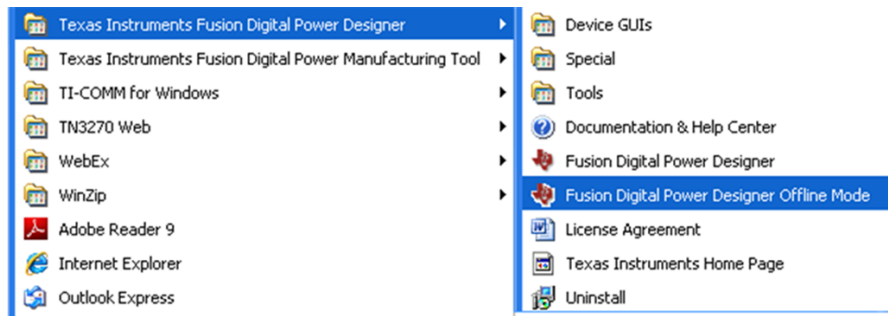 Texas Instruments Fusion Digital Power Designer
Texas Instruments Fusion Digital Power Manufacturing Tool
TI-COMM for Windows
TN3270 Web
WebEx
WinZip
Adobe Reader 9
Internet Explorer
Outlook Express
Device GUIs
Special
Tools
Documentation & Help Center
Fusion Digital Power Designer
Fusion Digital Power Designer Offline Mode
License Agreement
Texas Instruments Home Page
Uninstall